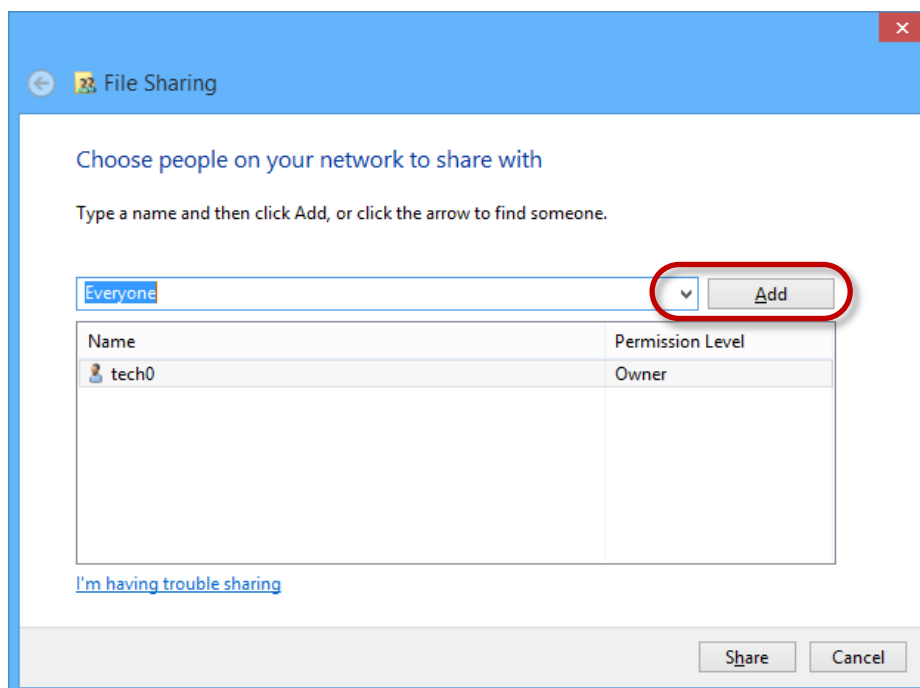 File Sharing
Choose people on your network to share with
Type a name and then click Add, or click the arrow to find someone.
Everyone Add
Name Permission Level
tech0 Owner
I'm having trouble sharing
Share Cancel